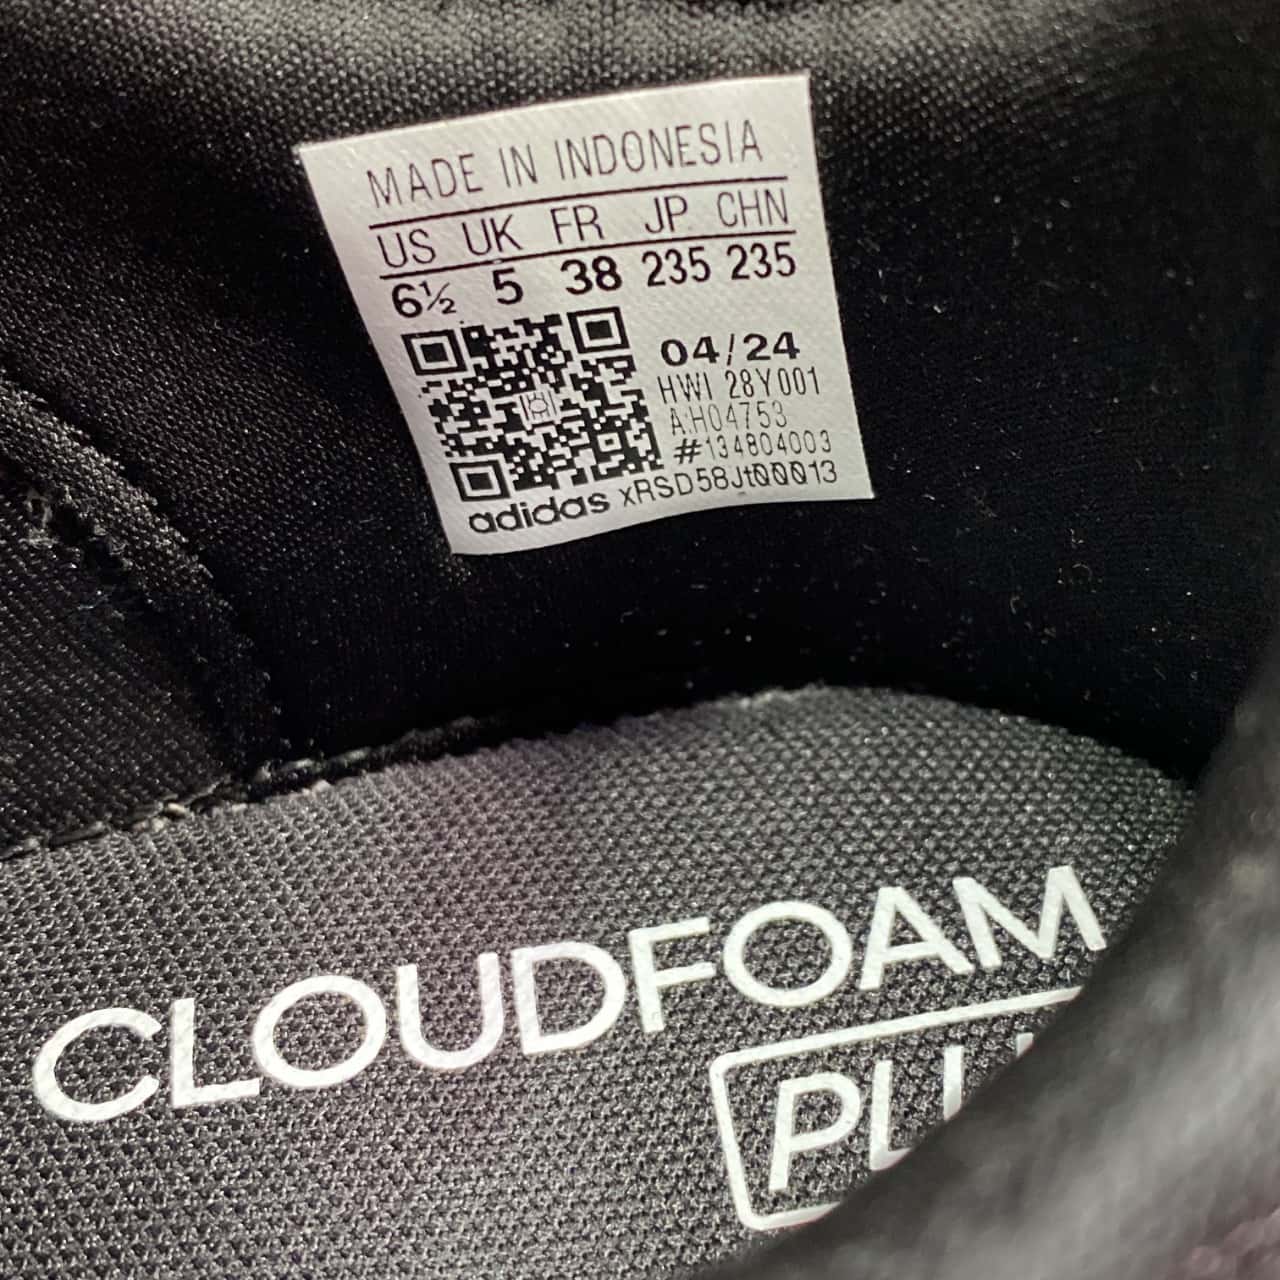 MADE IN INDONESIA
US UK FR JP CHN
6½ 5 38 235 235
04/24
HWI 28Y001
A:H04753
#134804003
adidas xRSD58Jt00013
CLOUDFOAM